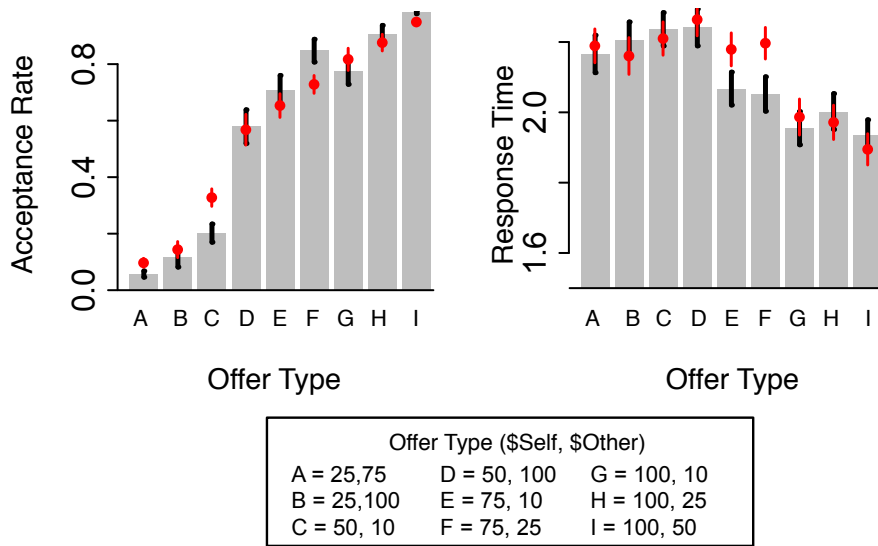 Acceptance Rate
0.8
0.4
0.0
A B C D E F G H I
Offer Type
Response Time
2.0
1.6
A B C D E F G H I
Offer Type
Offer Type ($Self, $Other)
A = 25,75 D = 50, 100 G = 100, 10
B = 25,100 E = 75, 10 H = 100, 25
C = 50, 10 F = 75, 25 I = 100, 50